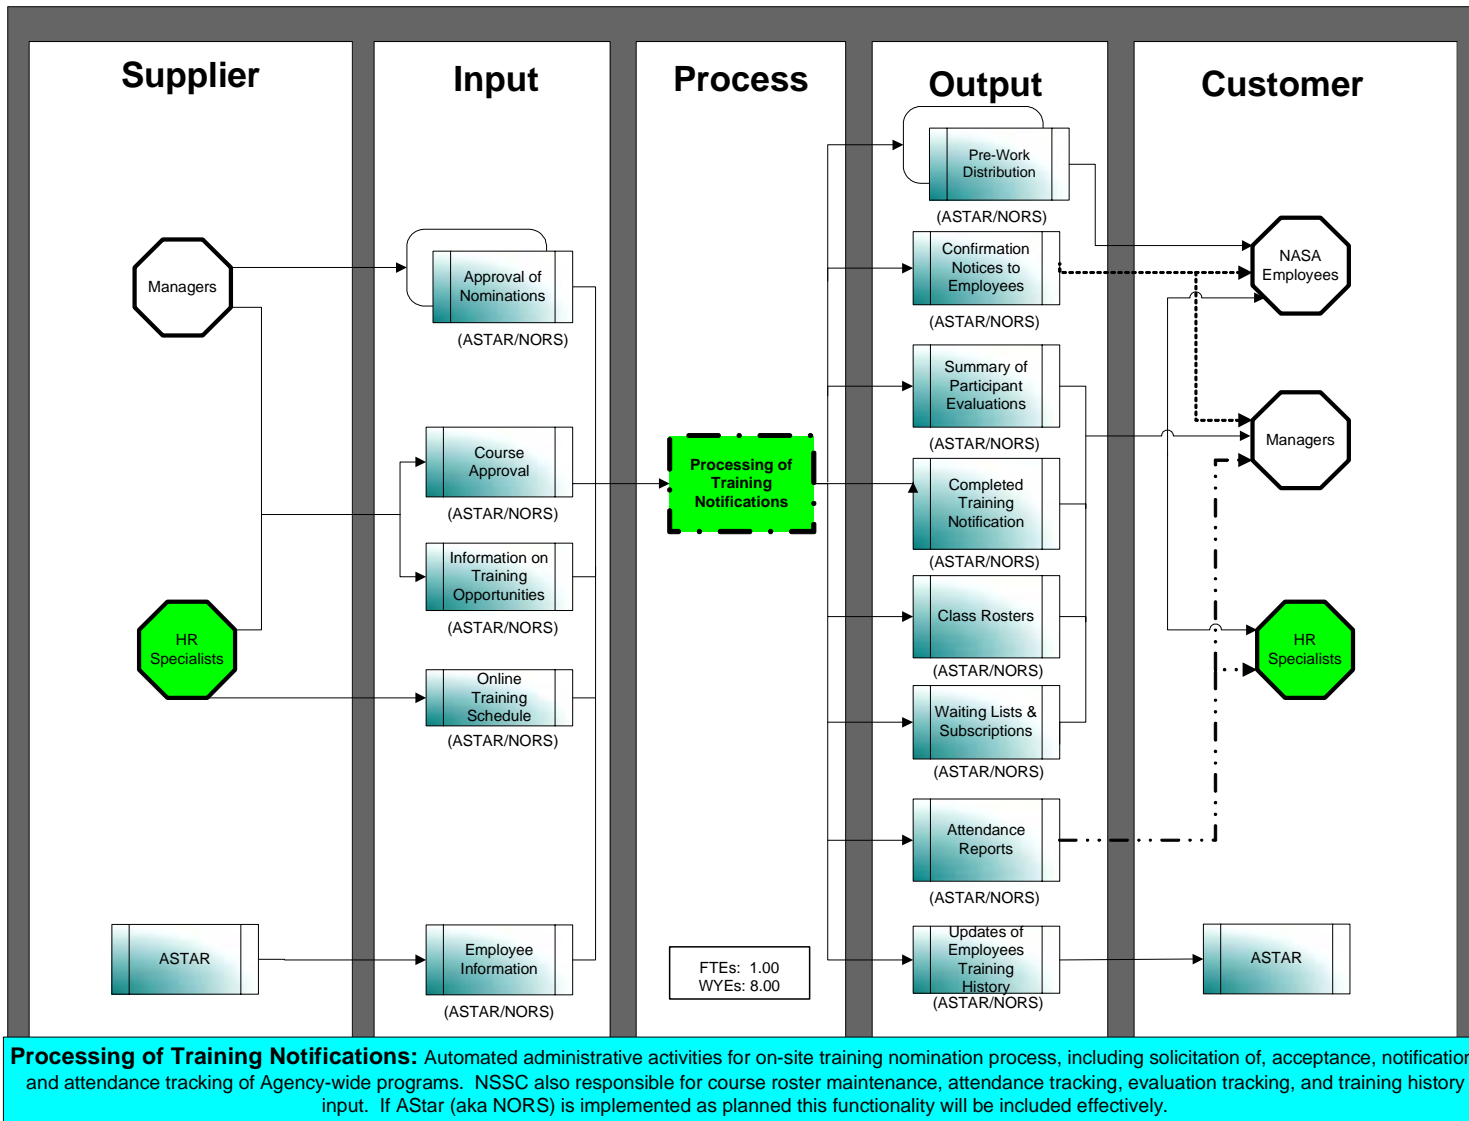 Supplier
Input
Process
Output
Customer
Managers
HR
Specialists
ASTAR
Approval of
Nominations
(ASTAR/NORS)
Course
Approval
(ASTAR/NORS)
Information on
Training
Opportunities
(ASTAR/NORS)
Online
Training
Schedule
(ASTAR/NORS)
Employee
Information
(ASTAR/NORS)
Processing of
Training
Notifications
FTEs: 1.00
WYEs: 8.00
Pre-Work
Distribution
(ASTAR/NORS)
Confirmation
Notices to
Employees
(ASTAR/NORS)
Summary of
Participant
Evaluations
(ASTAR/NORS)
Completed
Training
Notification
(ASTAR/NORS)
Class Rosters
(ASTAR/NORS)
Waiting Lists &
Subscriptions
(ASTAR/NORS)
Attendance
Reports
(ASTAR/NORS)
Updates of
Employees
Training
History
(ASTAR/NORS)
NASA
Employees
Managers
HR
Specialists
ASTAR
Processing of Training Notifications: Automated administrative activities for on-site training nomination process, including solicitation of, acceptance, notification
and attendance tracking of Agency-wide programs. NSSC also responsible for course roster maintenance, attendance tracking, evaluation tracking, and training history
input. If AStar (aka NORS) is implemented as planned this functionality will be included effectively.